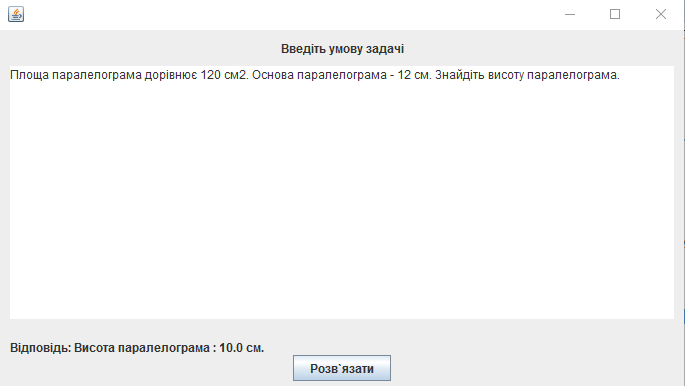 Введіть умову задачі
Площа паралелограма дорівнює 120 см2. Основа паралелограма - 12 см. Знайдіть висоту паралелограма.
Відповідь: Висота паралелограма : 10.0 см.
Розв`язати